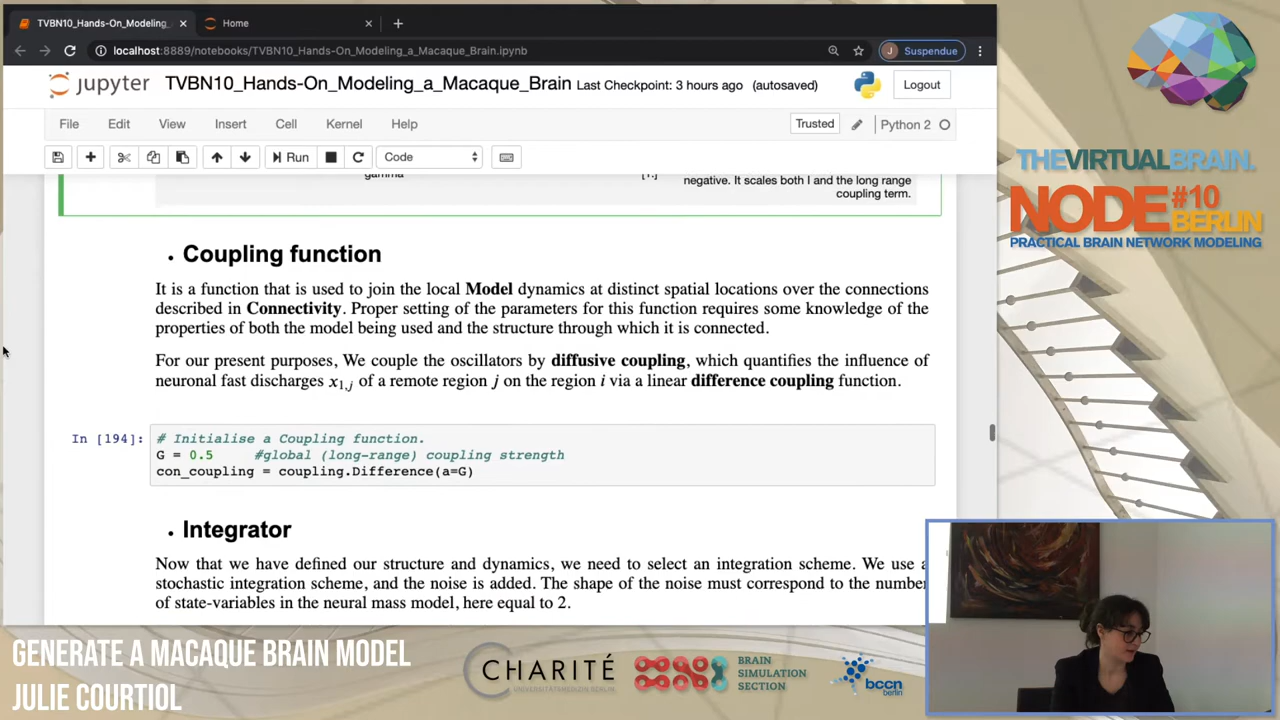 TVBN10_Hands-On_Modeling_
Home
localhost:8889/notebooks/TVBN10_Hands-On_Modeling_a_Macaque_Brain.ipynb
Suspendue
jupyter TVBN10_Hands-On_Modeling_a_Macaque_Brain Last Checkpoint: 3 hours ago (autosaved)
Logout
File Edit View Insert Cell Kernel Help
Trusted
Python 2
Run
Code
gamma
[1.]
negative. It scales both I and the long range
coupling term.
• Coupling function
It is a function that is used to join the local Model dynamics at distinct spatial locations over the connections
described in Connectivity. Proper setting of the parameters for this function requires some knowledge of the
properties of both the model being used and the structure through which it is connected.
For our present purposes, We couple the oscillators by diffusive coupling, which quantifies the influence of
neuronal fast discharges x1,j of a remote region j on the region i via a linear difference coupling function.
In [194]:
# Initialise a Coupling function.
G = 0.5 #global (long-range) coupling strength
con_coupling = coupling.Difference(a=G)
• Integrator
Now that we have defined our structure and dynamics, we need to select an integration scheme. We use a
stochastic integration scheme, and the noise is added. The shape of the noise must correspond to the number
of state-variables in the neural mass model, here equal to 2.
THEVIRTUALBRAIN.
NODE #10
BERLIN
PRACTICAL BRAIN NETWORK MODELING
GENERATE A MACAQUE BRAIN MODEL
JULIE COURTIOL
CHARITÉ
UNIVERSITÄTSMEDIZIN BERLIN
BRAIN
SIMULATION
SECTION
bccn
berlin